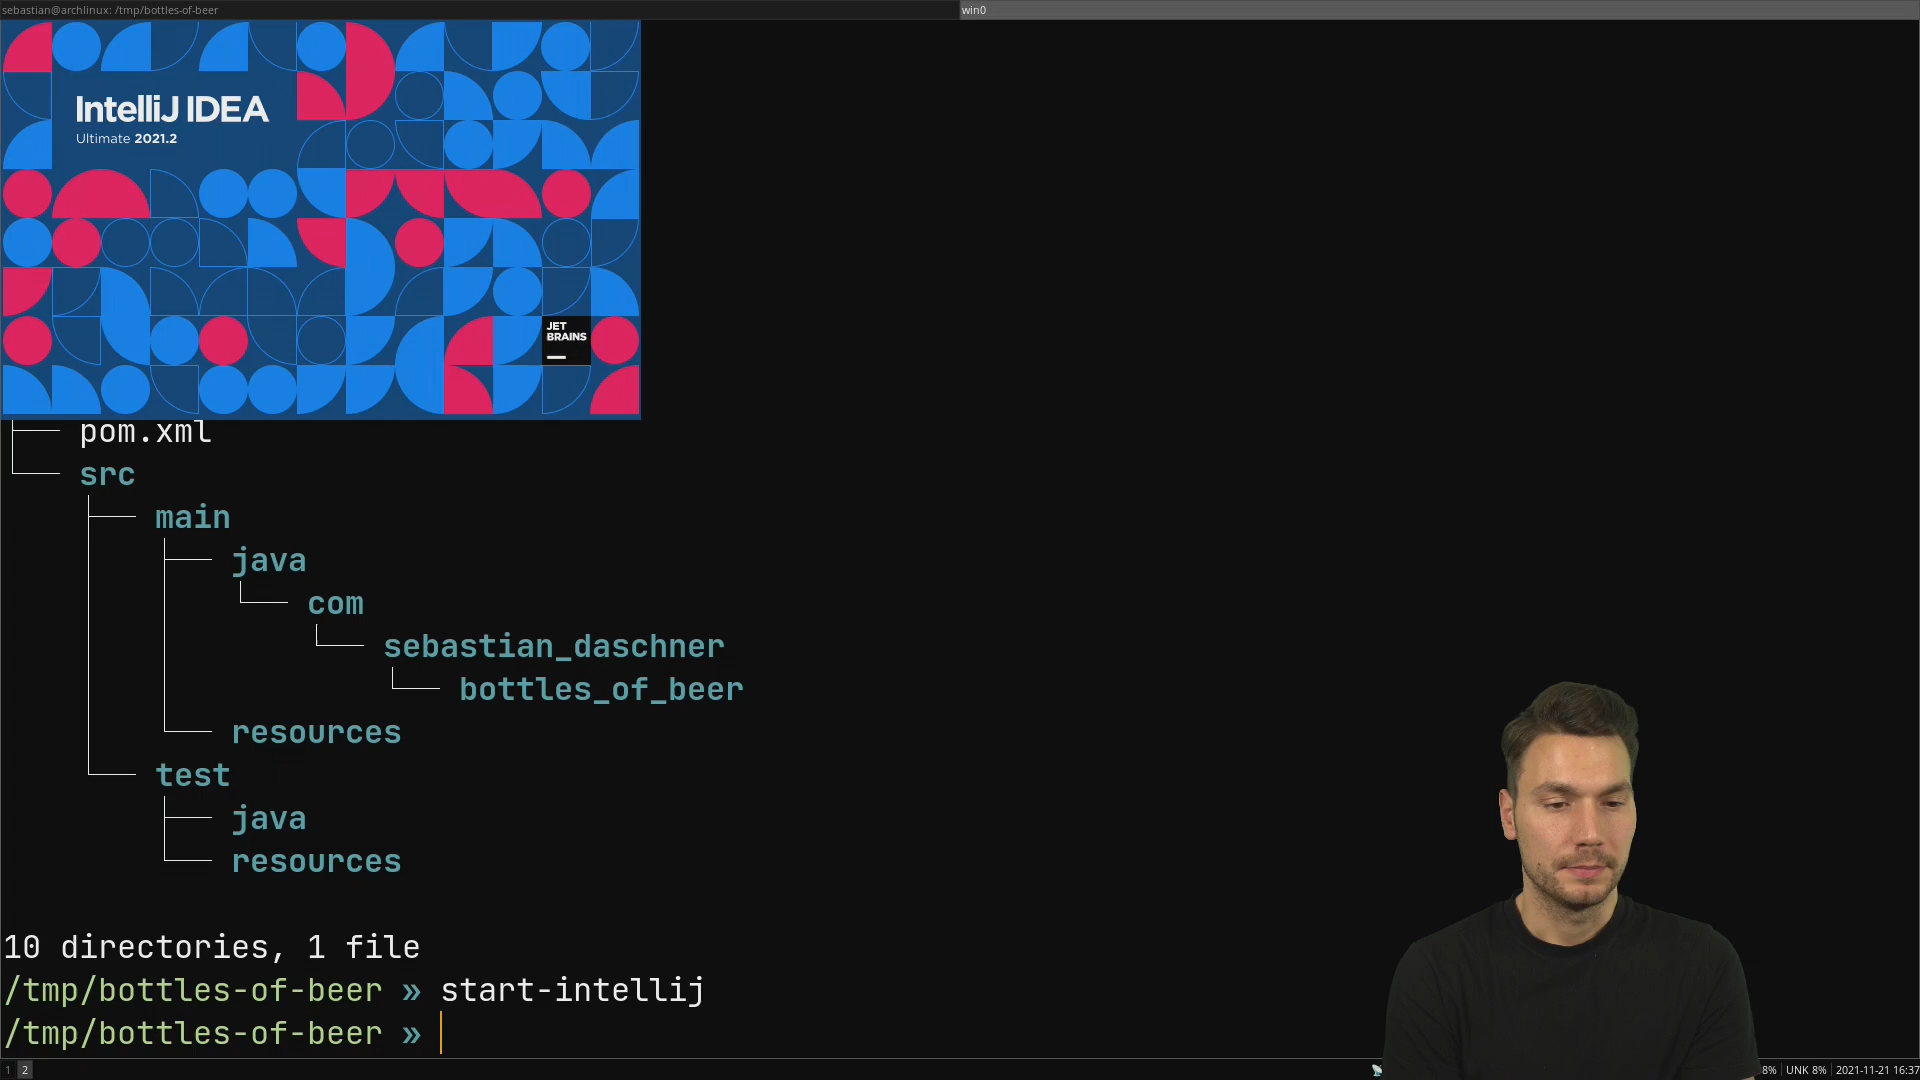 sebastian@archlinux: /tmp/bottles-of-beer
win0
IntelliJ IDEA
Ultimate 2021.2
JET
BRAINS
pom.xml
src
main
java
com
sebastian_daschner
bottles_of_beer
resources
test
java
resources
10 directories, 1 file
/tmp/bottles-of-beer » start-intellij
/tmp/bottles-of-beer »
1 2 8% UNK 8% 2021-11-21 16:37